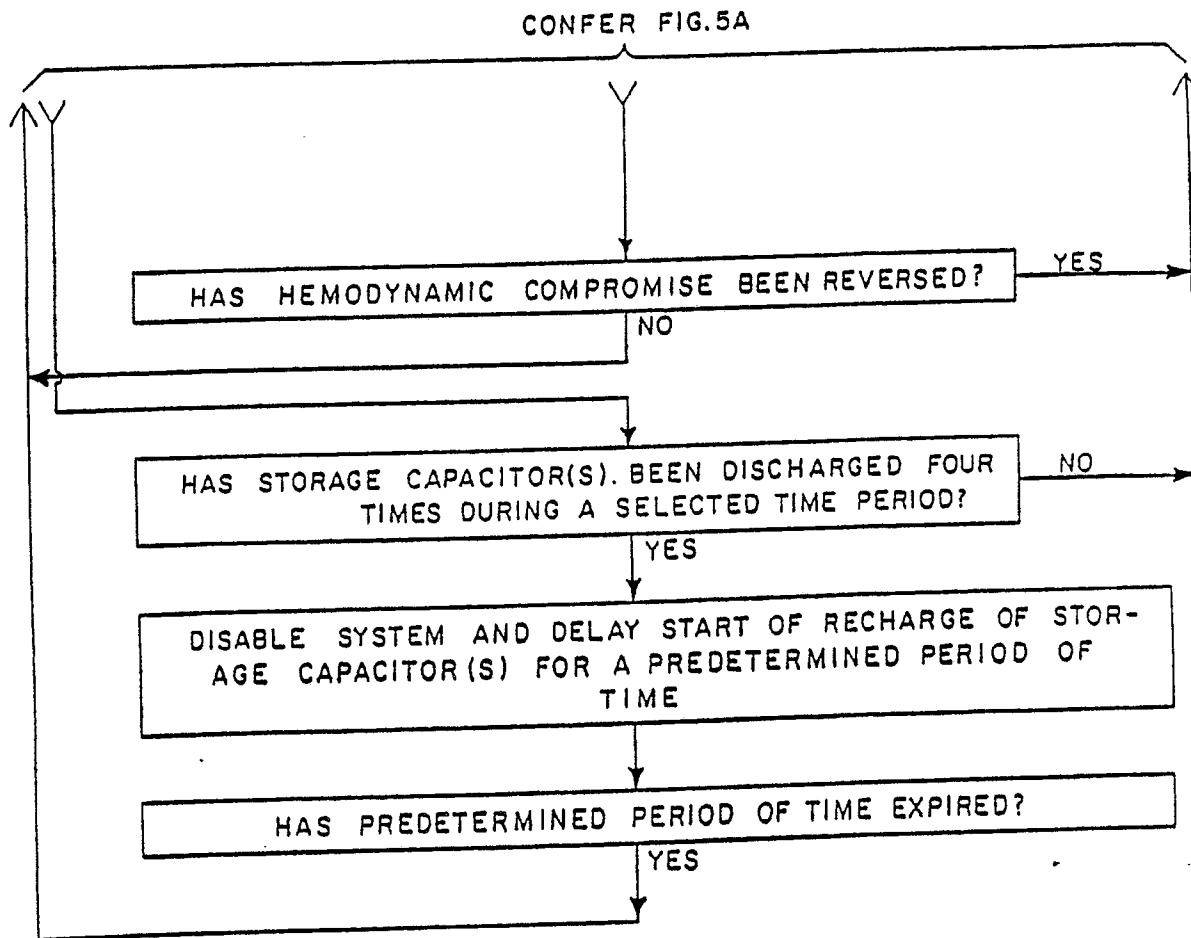 CONFER FIG.5A
HAS HEMODYNAMIC COMPROMISE BEEN REVERSED?
YES
NO
HAS STORAGE CAPACITOR(S). BEEN DISCHARGED FOUR
TIMES DURING A SELECTED TIME PERIOD?
NO
YES
DISABLE SYSTEM AND DELAY START OF RECHARGE OF STOR-
AGE CAPACITOR(S) FOR A PREDETERMINED PERIOD OF
TIME
HAS PREDETERMINED PERIOD OF TIME EXPIRED?
YES